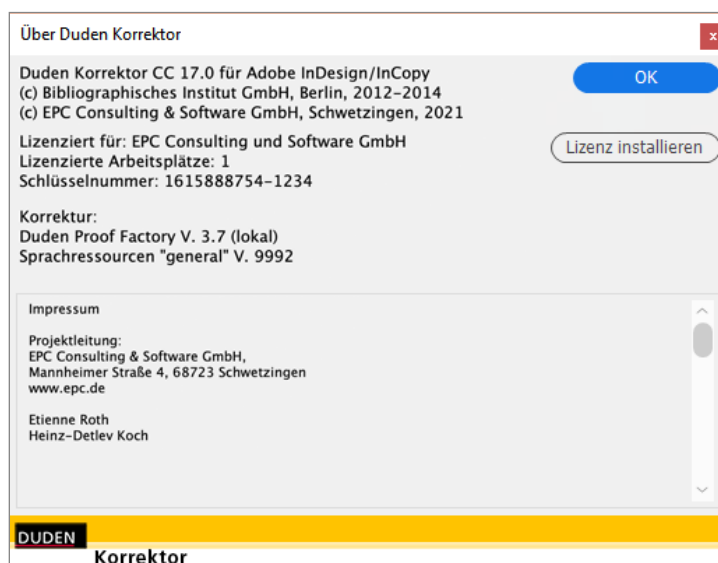 Über Duden Korrektor
x
Duden Korrektor CC 17.0 für Adobe InDesign/InCopy
(c) Bibliographisches Institut GmbH, Berlin, 2012-2014
(c) EPC Consulting & Software GmbH, Schwetzingen, 2021
OK
Lizenziert für: EPC Consulting und Software GmbH
Lizenzierte Arbeitsplätze: 1
Schlüsselnummer: 1615888754-1234
Lizenz installieren
Korrektur:
Duden Proof Factory V. 3.7 (lokal)
Sprachressourcen "general" V. 9992
Impressum
Projektleitung:
EPC Consulting & Software GmbH,
Mannheimer Straße 4, 68723 Schwetzingen
www.epc.de
Etienne Roth
Heinz-Detlev Koch
DUDEN
Korrektor